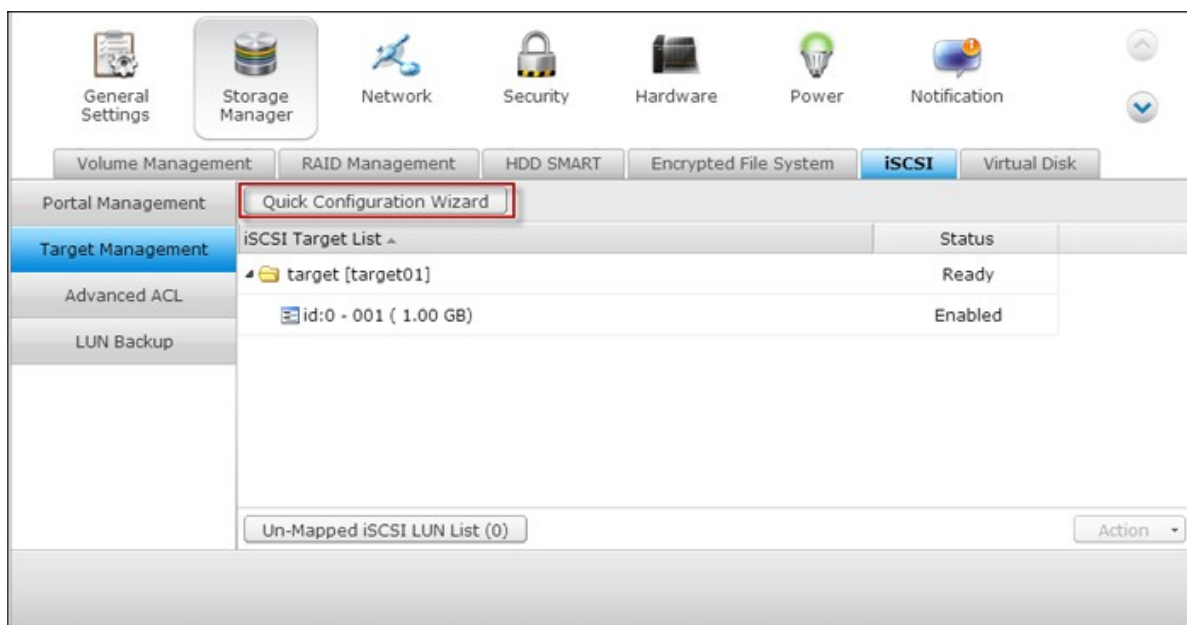 General Settings
Storage Manager
Network
Security
Hardware
Power
Notification
Volume Management
RAID Management
HDD SMART
Encrypted File System
iSCSI
Virtual Disk
Portal Management
Target Management
Advanced ACL
LUN Backup
Quick Configuration Wizard
iSCSI Target List
Status
target [target01]
Ready
id:0 - 001 ( 1.00 GB)
Enabled
Un-Mapped iSCSI LUN List (0)
Action